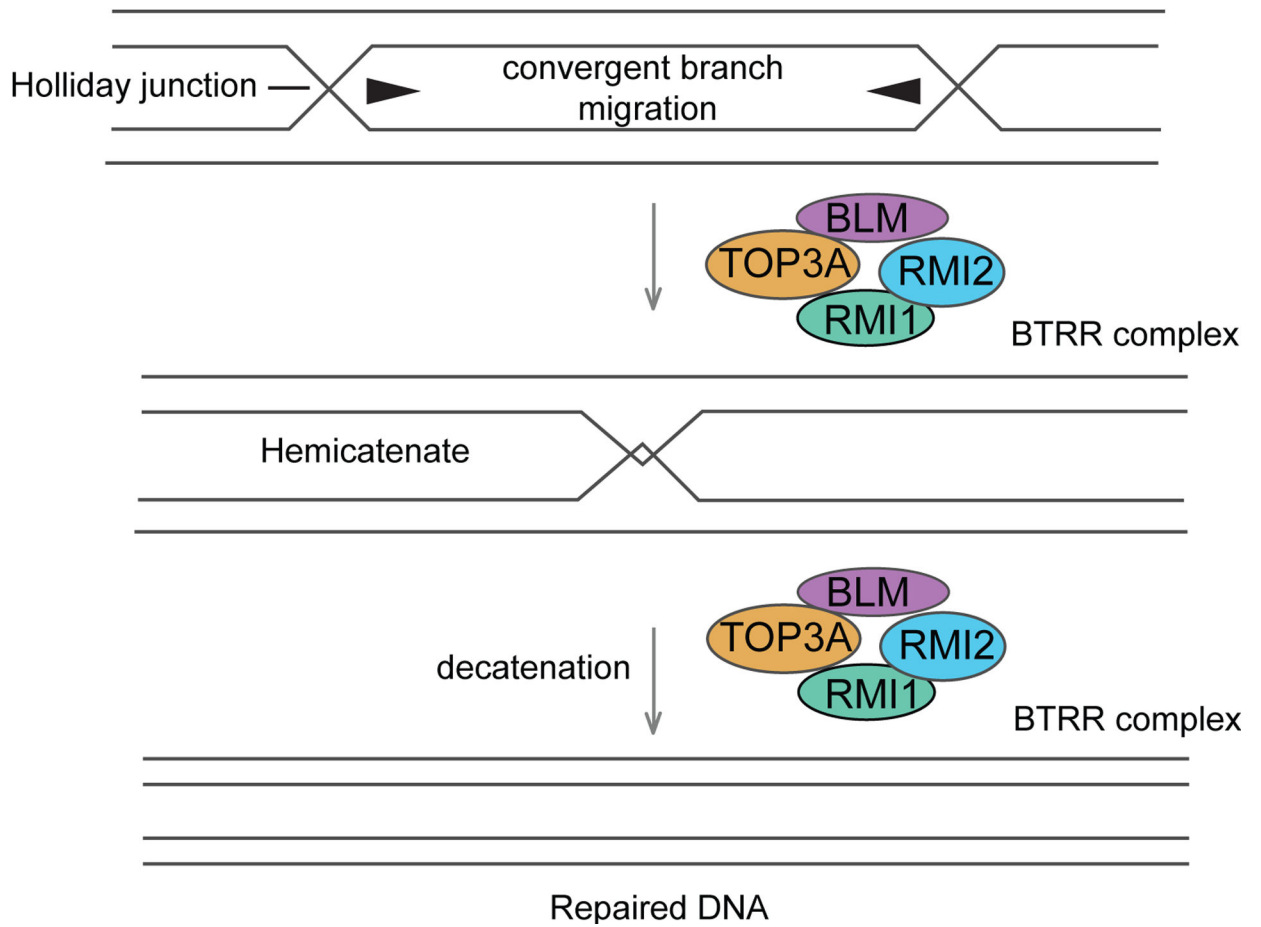 convergent branch
migration
Holliday junction
BLM
TOP3A
RMI2
RMI1
BTRR complex
Hemicatenate
decatenation
BLM
TOP3A
RMI2
RMI1
BTRR complex
Repaired DNA